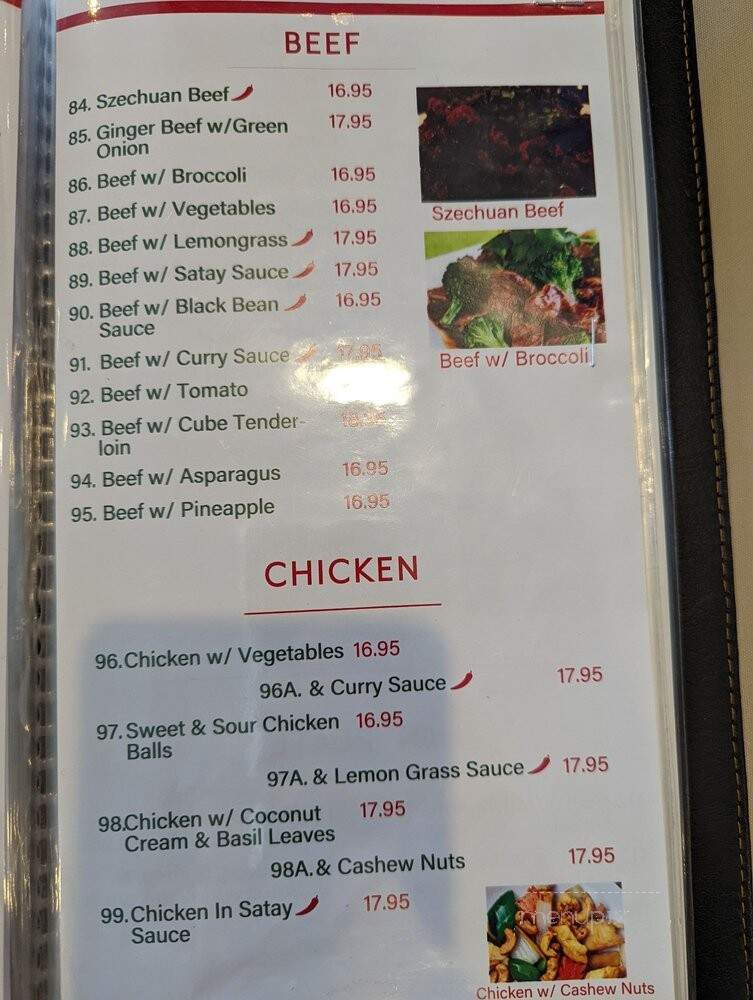 BEEF
84. Szechuan Beef 16.95
85. Ginger Beef w/Green 17.95
Onion
86. Beef w/ Broccoli 16.95
87. Beef w/ Vegetables 16.95
88. Beef w/ Lemongrass 17.95
89. Beef w/ Satay Sauce 17.95
90. Beef w/ Black Bean 16.95
Sauce
91. Beef w/ Curry Sauce 17.95
92. Beef w/ Tomato
93. Beef w/ Cube Tender-
loin
94. Beef w/ Asparagus 16.95
95. Beef w/ Pineapple 16.95
Szechuan Beef
Beef w/ Broccoli
CHICKEN
96.Chicken w/ Vegetables 16.95
96A. & Curry Sauce 17.95
97. Sweet & Sour Chicken 16.95
Balls
97A. & Lemon Grass Sauce 17.95
98.Chicken w/ Coconut 17.95
Cream & Basil Leaves
98A. & Cashew Nuts 17.95
99. Chicken In Satay 17.95
Sauce
Chicken w/ Cashew Nuts